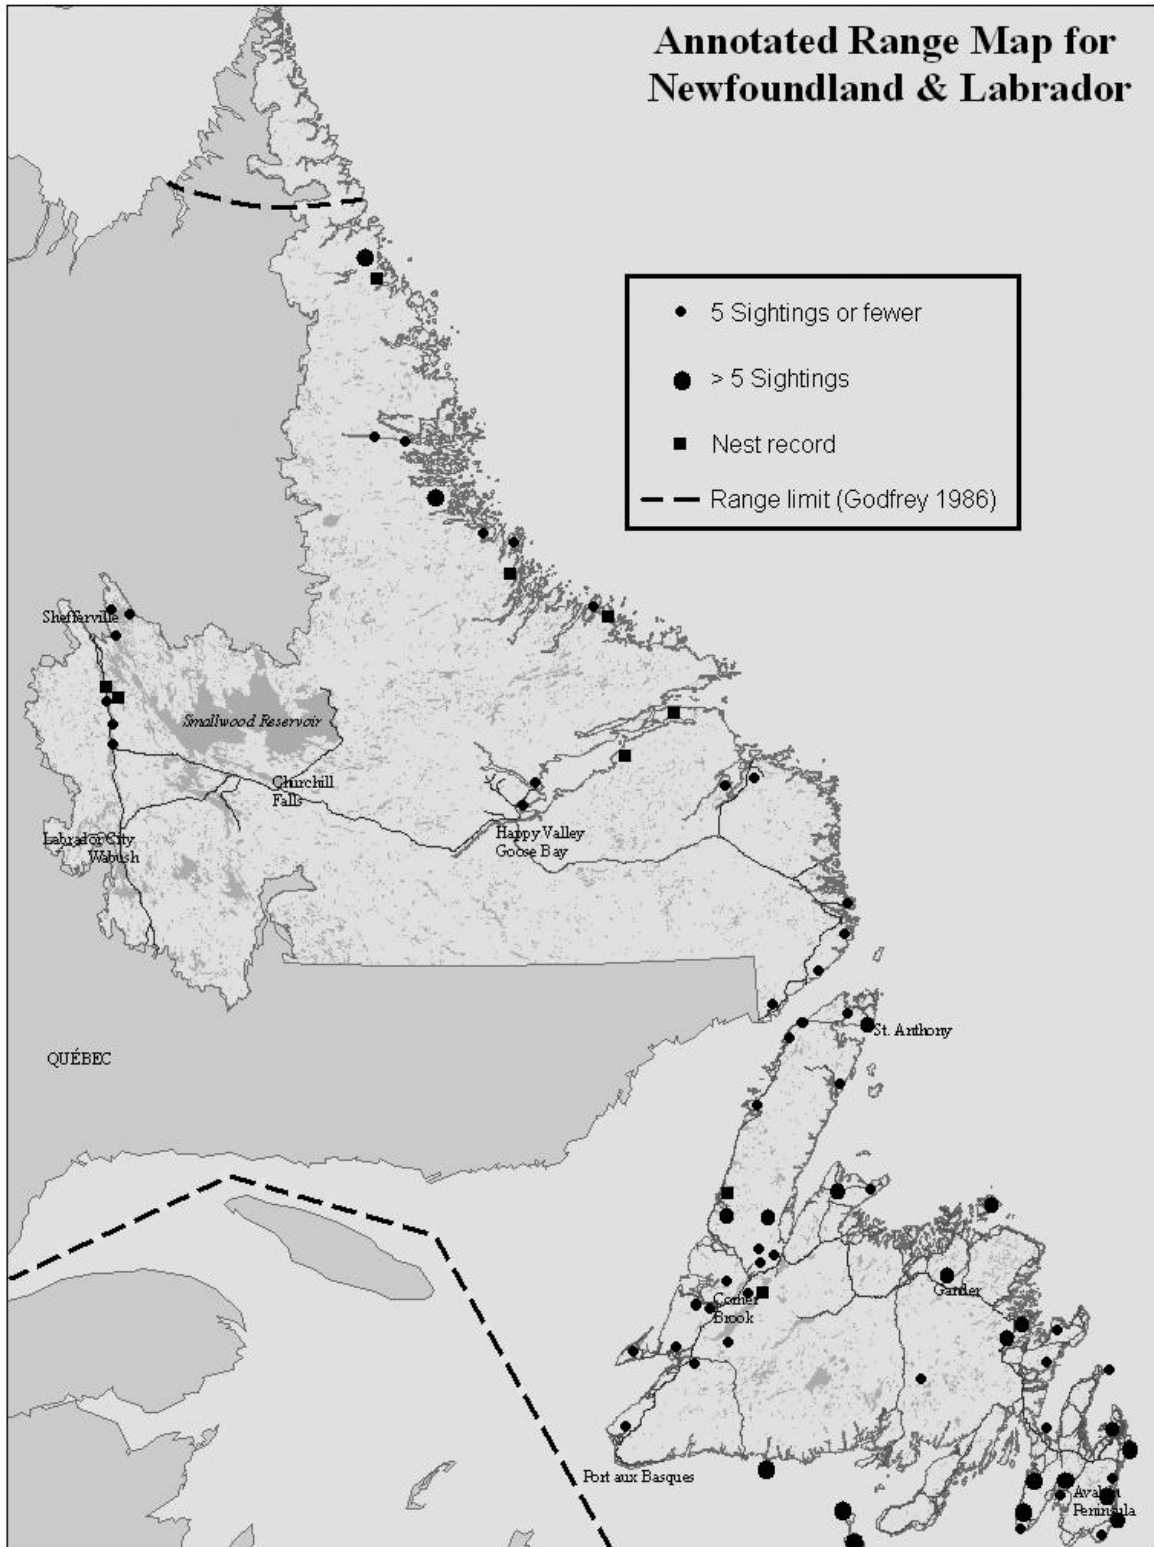 Annotated Range Map for
Newfoundland & Labrador
5 Sightings or fewer
> 5 Sightings
Nest record
Range limit (Godfrey 1986)
Shefferville
Smallwood Reservoir
Churchill
Falls
Labrador City
Wabush
Happy Valley
Goose Bay
St. Anthony
QUÉBEC
Gander
Corner
Brook
Port aux Basques
Avalon
Peninsula